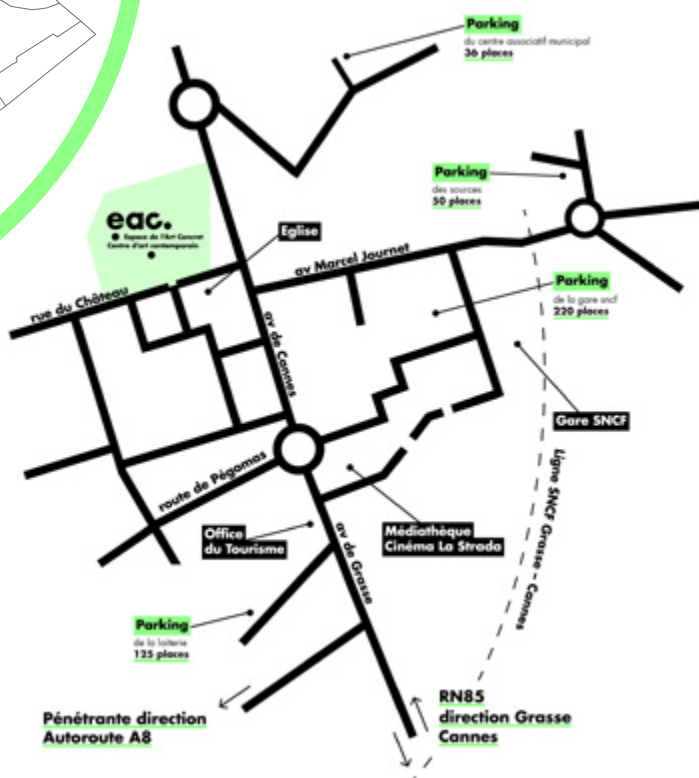 Parking
du centre associatif municipal
36 places
Parking
des sources
50 places
eac.
Espace de l'Art Concret
Centre d'art contemporain
Eglise
av Marcel Journet
rue du Château
Parking
de la gare sncf
220 places
av de Cannes
Gare SNCF
route de Pégomas
Ligne SNCF Grasse - Cannes
Office
du Tourisme
Médiathèque
Cinéma La Strada
av de Grasse
Parking
de la laiterie
125 places
RN85
direction Grasse
Cannes
Pénétrante direction
Autoroute A8